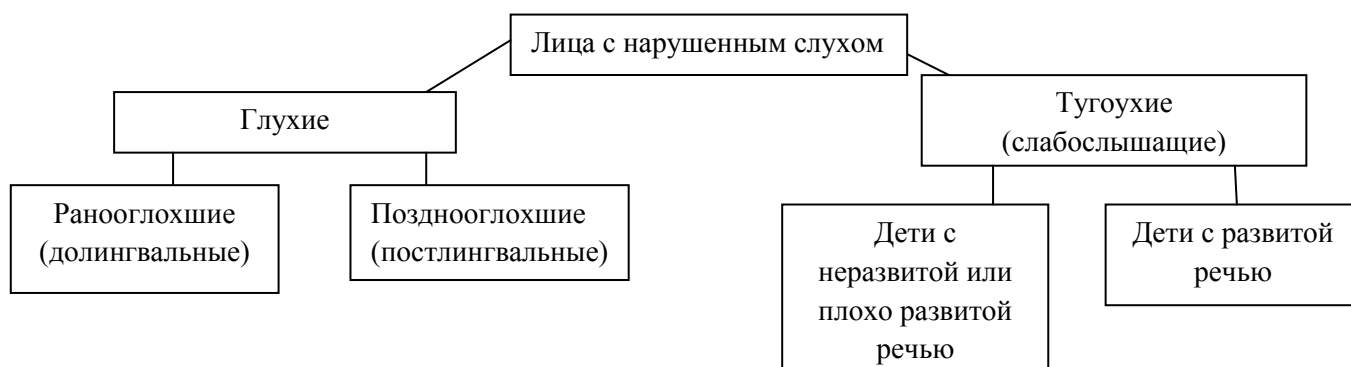 Лица с нарушенным слухом
Глухие
Тугоухие
(слабослышащие)
Ранооглохшие
(долингвальные)
Позднооглохшие
(постлингвальные)
Дети с
неразвитой или
плохо развитой
речью
Дети с развитой
речью